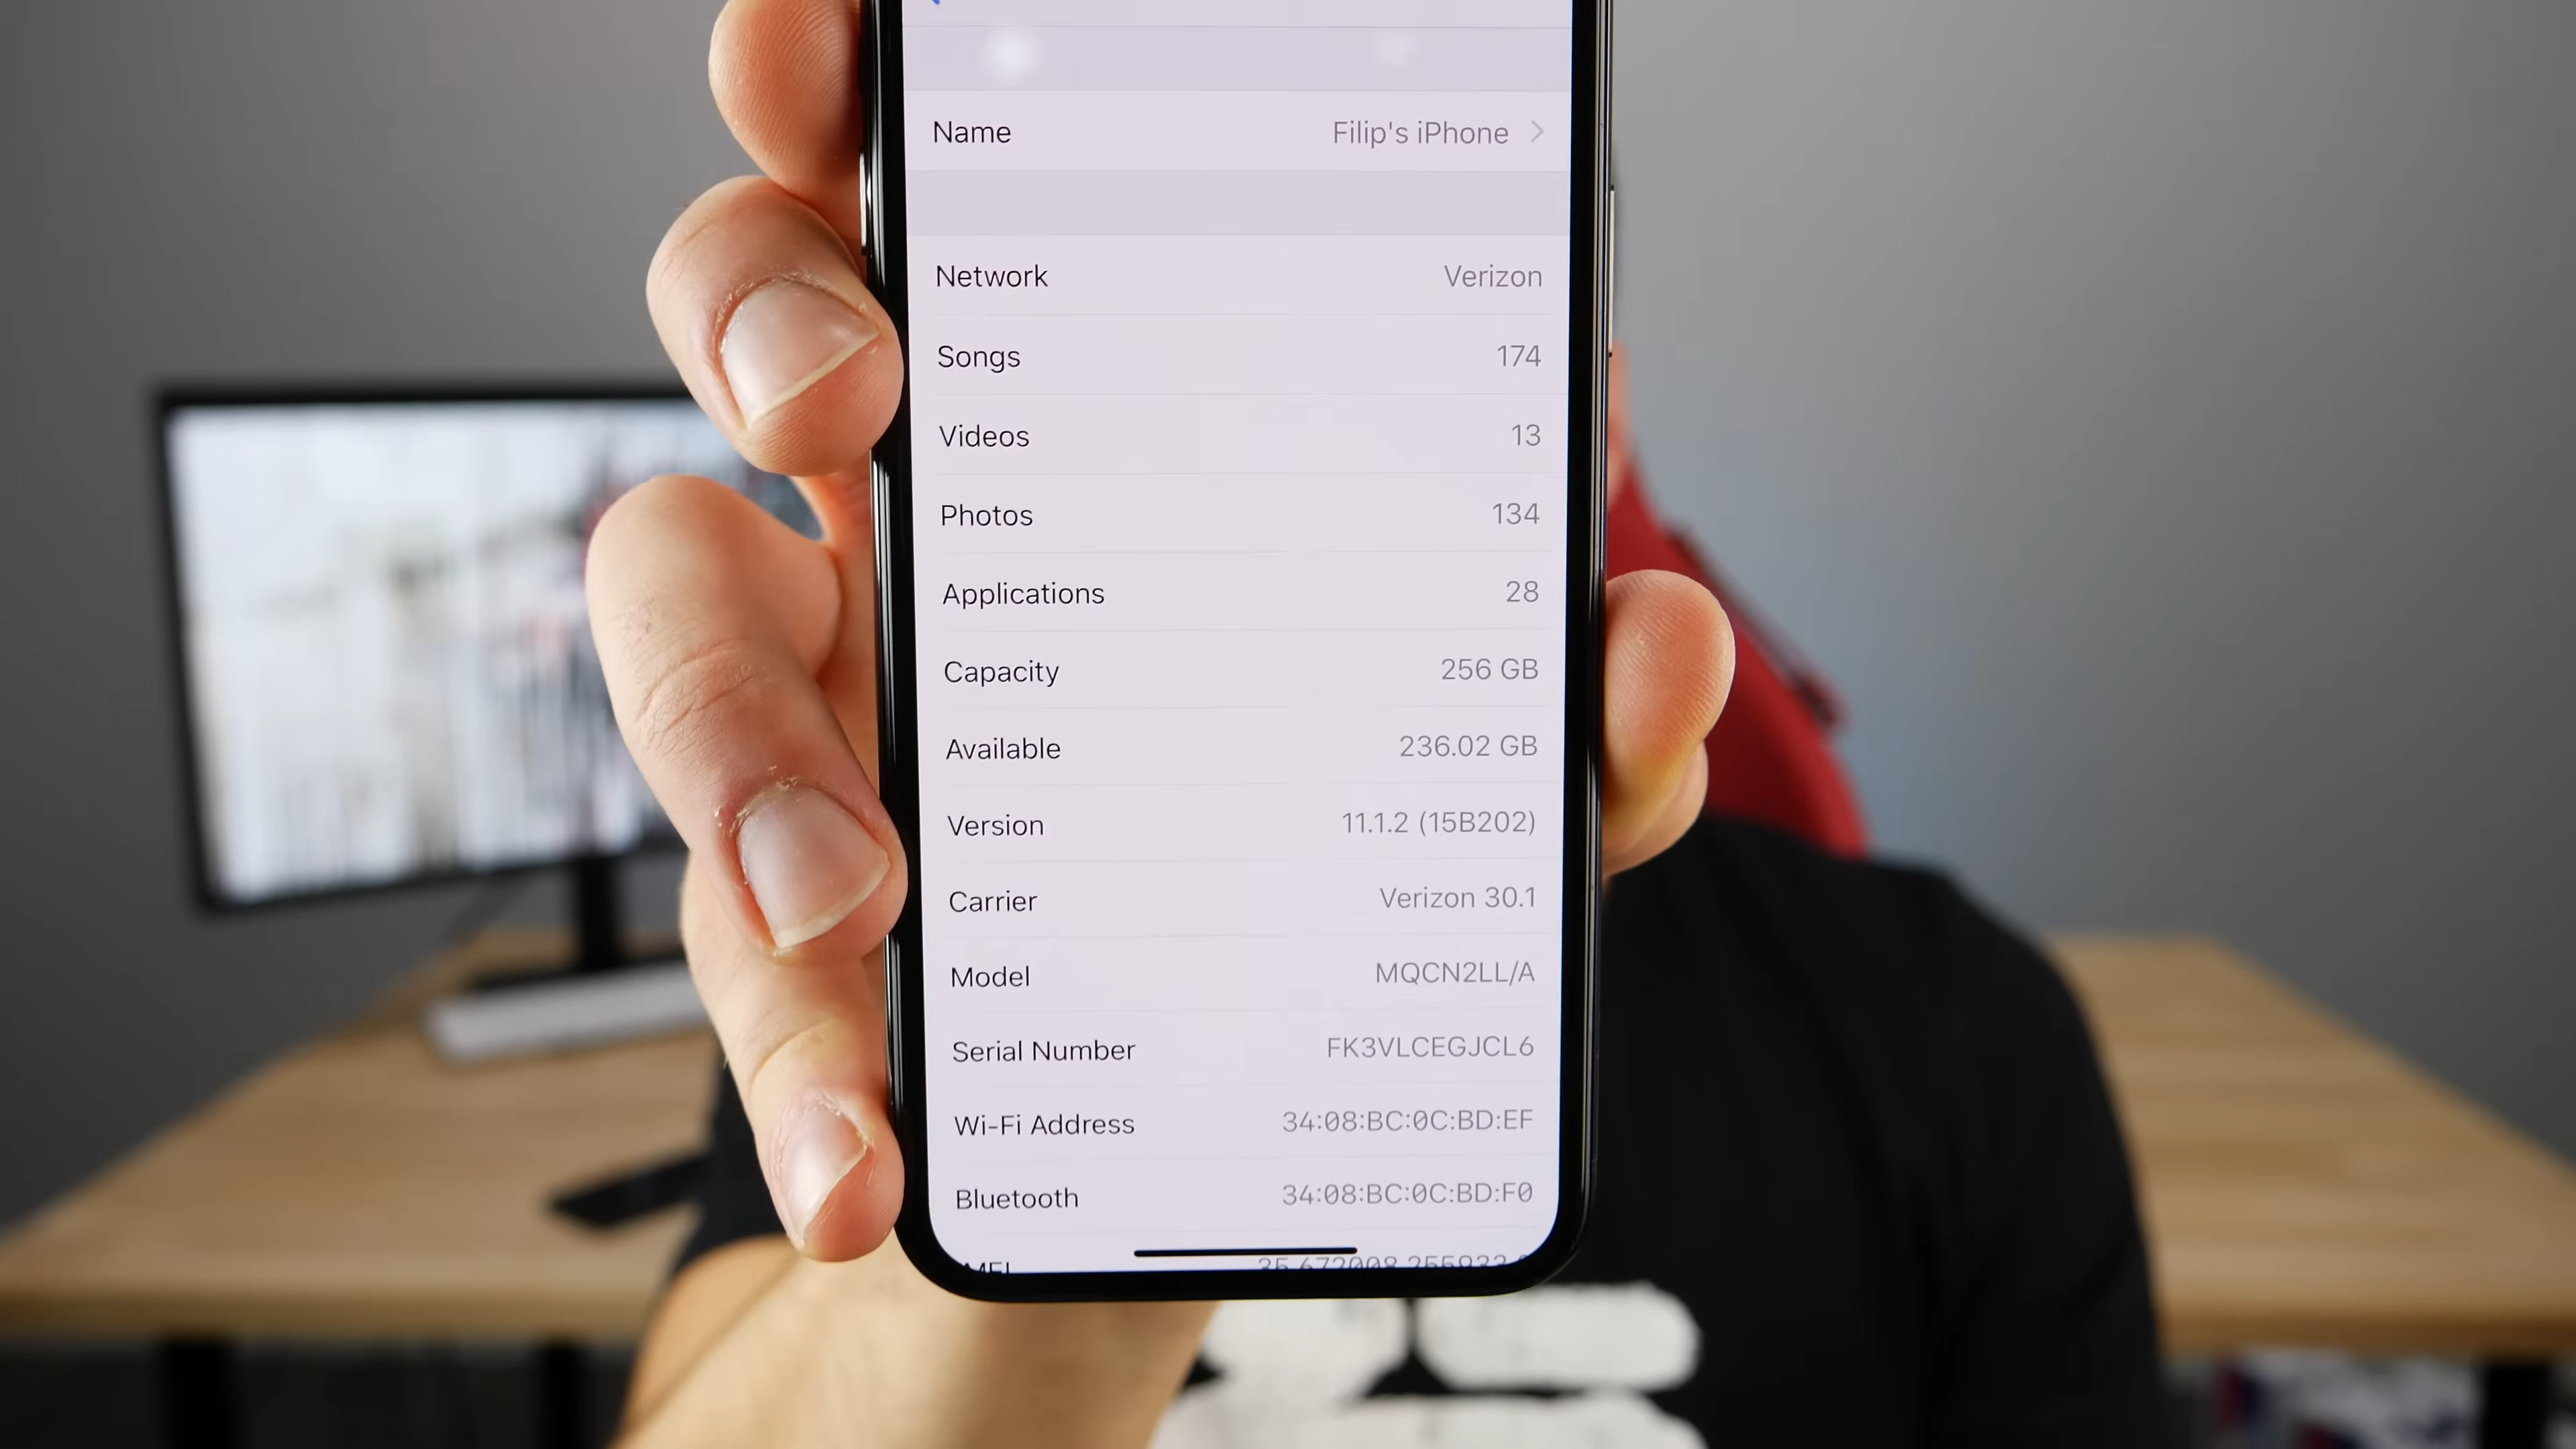 Name Filip's iPhone
Network Verizon
Songs 174
Videos 13
Photos 134
Applications 28
Capacity 256 GB
Available 236.02 GB
Version 11.1.2 (15B202)
Carrier Verizon 30.1
Model MQCN2LL/A
Serial Number FK3VLCEGJCL6
Wi-Fi Address 34:08:BC:0C:BD:EF
Bluetooth 34:08:BC:0C:BD:F0